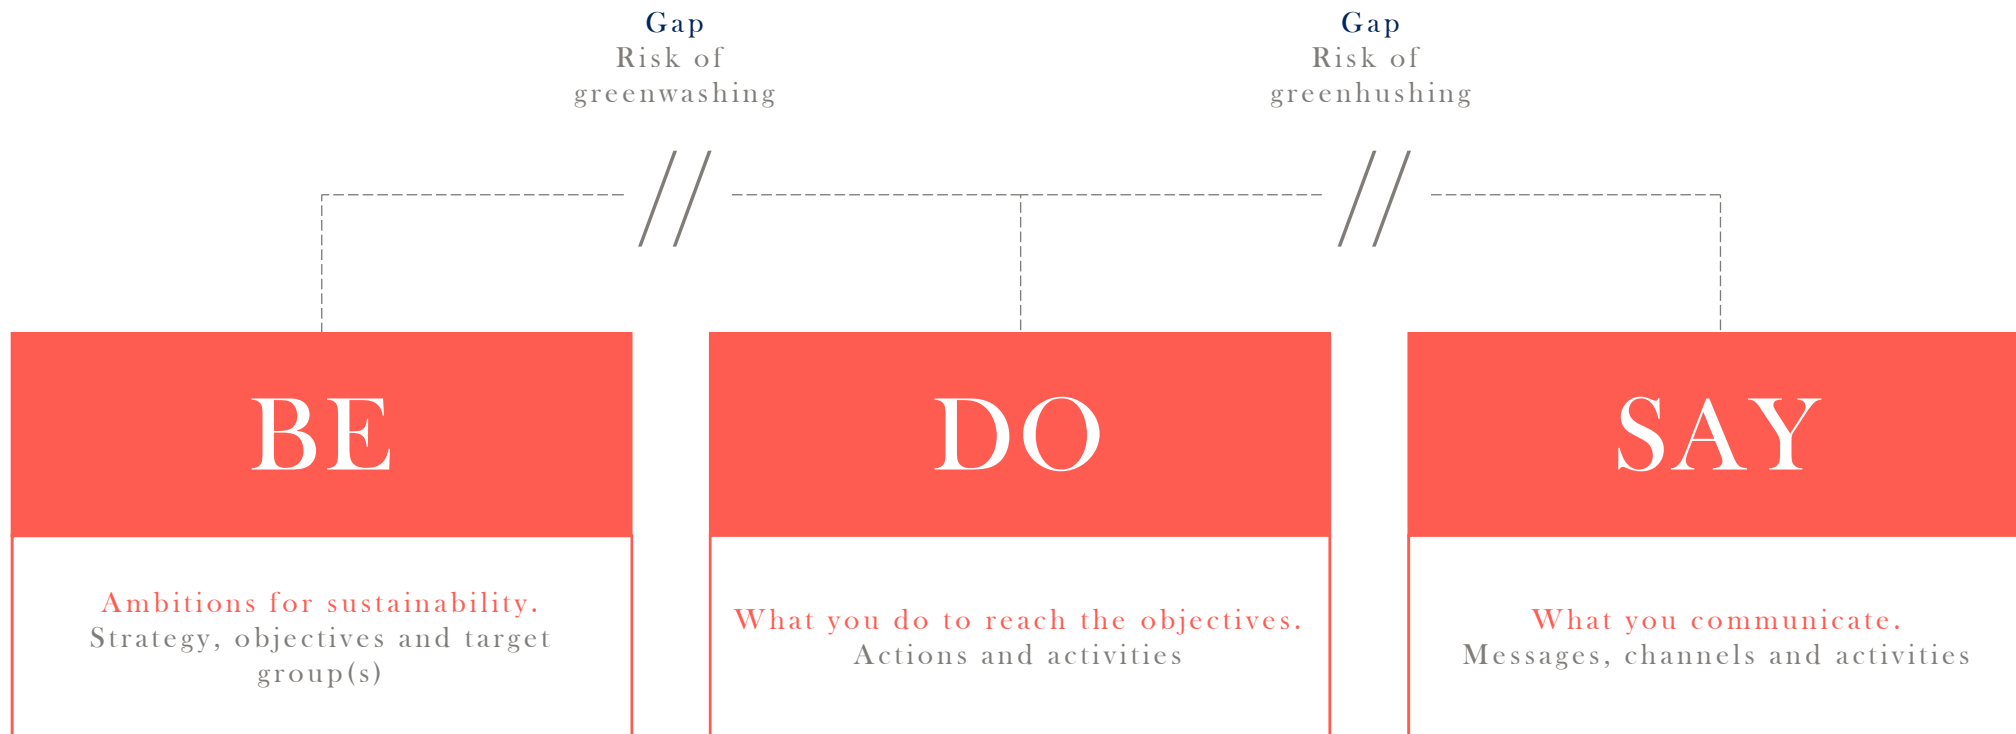 Gap
Risk of
greenwashing
Gap
Risk of
greenhushing
BE
Ambitions for sustainability.
Strategy, objectives and target
group(s)
DO
What you do to reach the objectives.
Actions and activities
SAY
What you communicate.
Messages, channels and activities